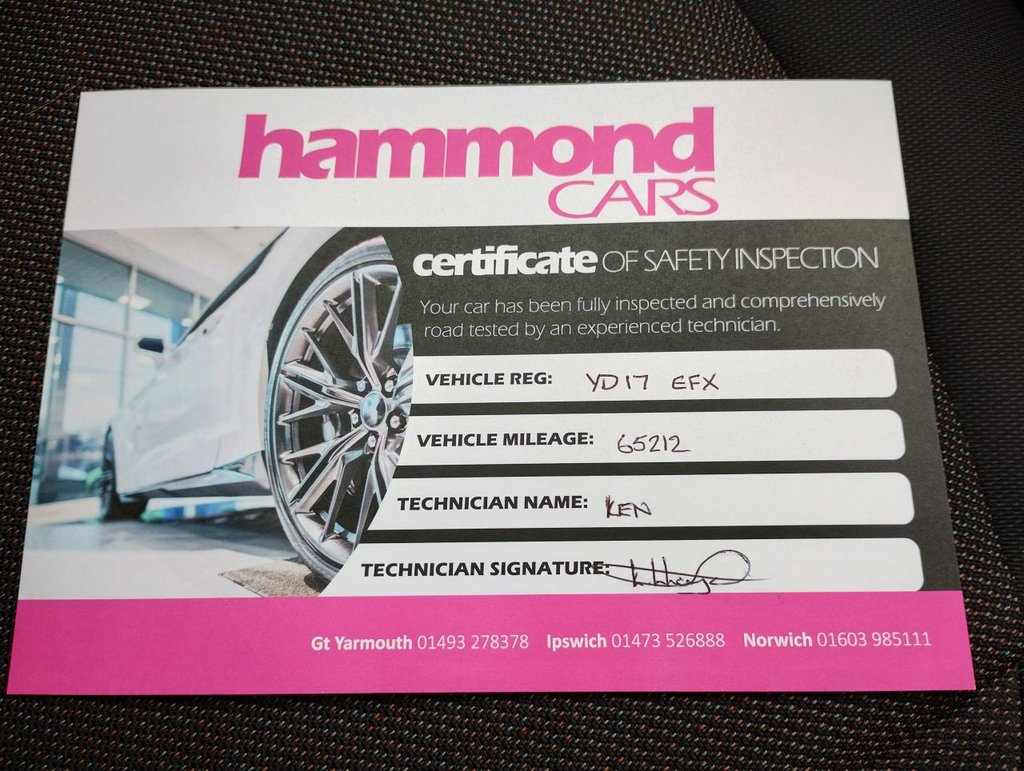 hammond
CARS
certificate OF SAFETY INSPECTION
Your car has been fully inspected and comprehensively
road tested by an experienced technician.
VEHICLE REG: YD17 EFX
VEHICLE MILEAGE: 65212
TECHNICIAN NAME: KEN
TECHNICIAN SIGNATURE:
Gt Yarmouth 01493 278378 Ipswich 01473 526888 Norwich 01603 985111